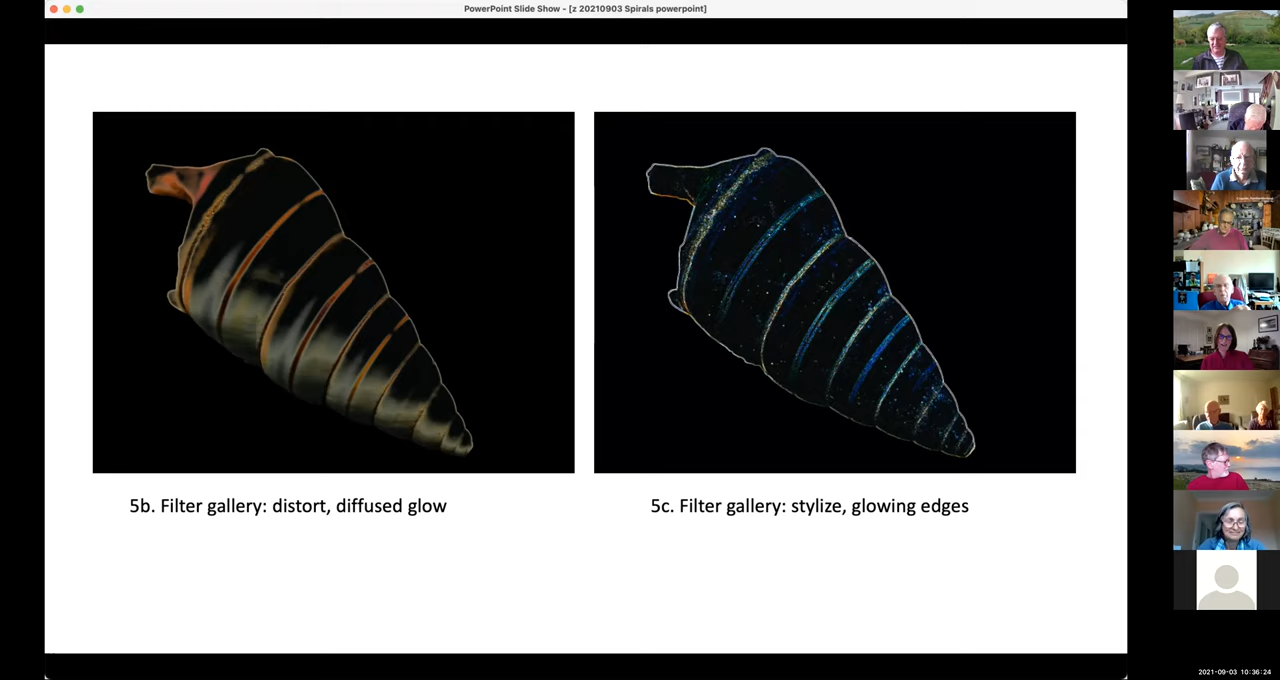 PowerPoint Slide Show - [z 20210903 Spirals powerpoint]
5b. Filter gallery: distort, diffused glow
5c. Filter gallery: stylize, glowing edges
2021-09-03 10:36:24